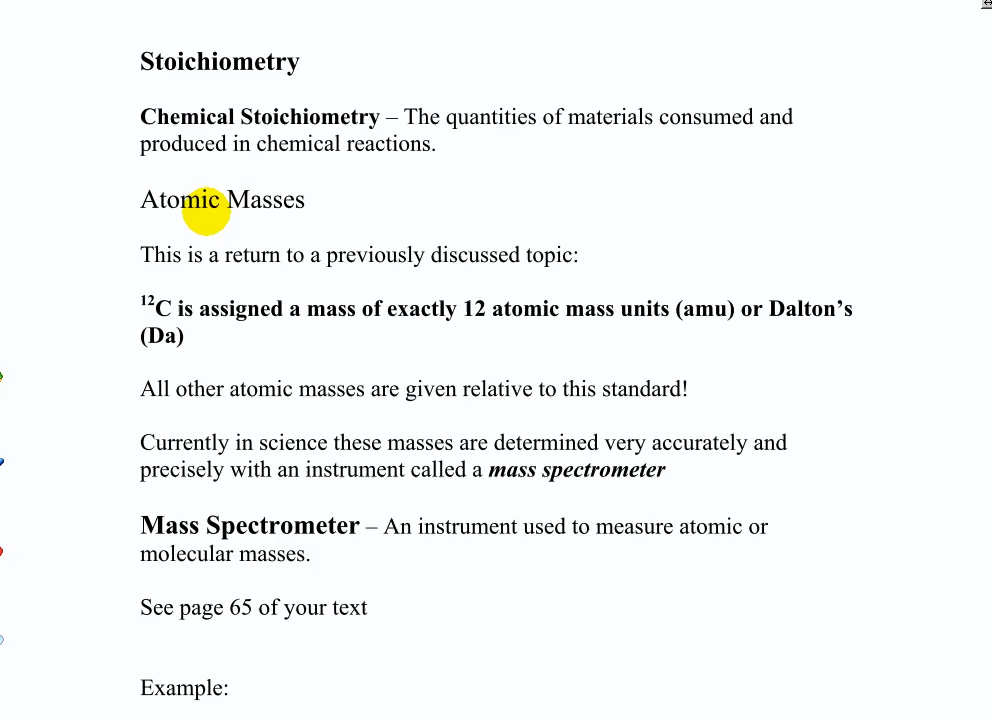 Stoichiometry
Chemical Stoichiometry – The quantities of materials consumed and
produced in chemical reactions.
Atomic Masses
This is a return to a previously discussed topic:
¹²C is assigned a mass of exactly 12 atomic mass units (amu) or Dalton's
(Da)
All other atomic masses are given relative to this standard!
Currently in science these masses are determined very accurately and
precisely with an instrument called a mass spectrometer
Mass Spectrometer – An instrument used to measure atomic or
molecular masses.
See page 65 of your text
Example: